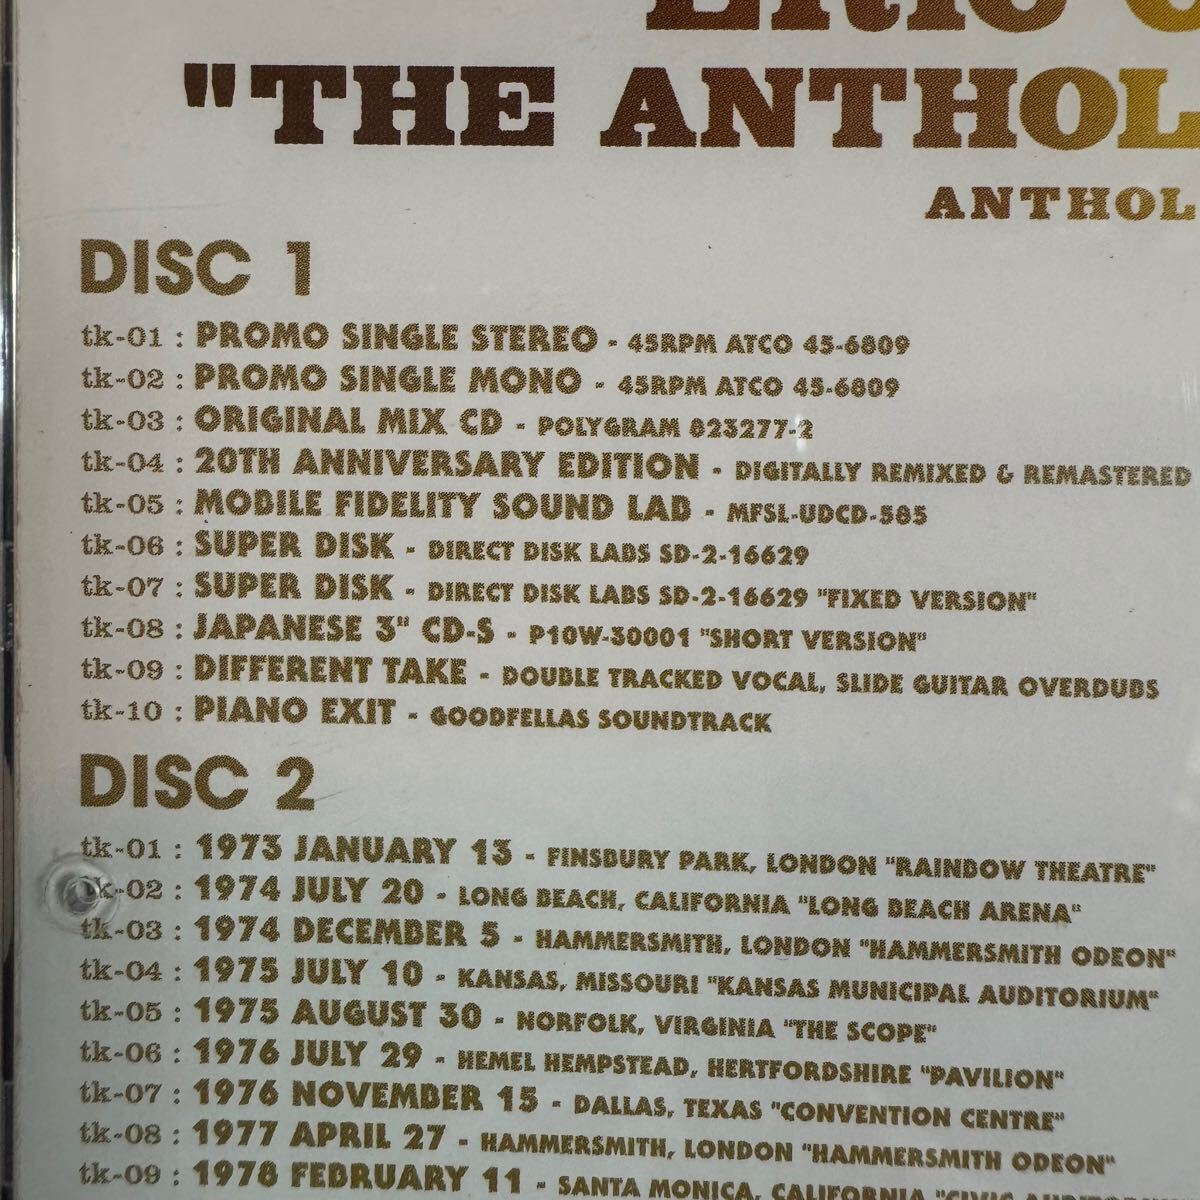 ERIC
"THE ANTHOL
ANTHOL
DISC 1
tk-01 : PROMO SINGLE STEREO - 45RPM ATCO 45-6809
tk-02 : PROMO SINGLE MONO - 45RPM ATCO 45-6809
tk-03 : ORIGINAL MIX CD - POLYGRAM 823277-2
tk-04 : 20TH ANNIVERSARY EDITION - DIGITALLY REMIXED & REMASTERED
tk-05 : MOBILE FIDELITY SOUND LAB - MFSL-UDCD-585
tk-06 : SUPER DISK - DIRECT DISK LABS SD-2-16629
tk-07 : SUPER DISK - DIRECT DISK LABS SD-2-16629 "FIXED VERSION"
tk-08 : JAPANESE 3" CD-S - P10W-30001 "SHORT VERSION"
tk-09 : DIFFERENT TAKE - DOUBLE TRACKED VOCAL, SLIDE GUITAR OVERDUBS
tk-10 : PIANO EXIT - GOODFELLAS SOUNDTRACK
DISC 2
tk-01 : 1973 JANUARY 13 - FINSBURY PARK, LONDON "RAINBOW THEATRE"
tk-02 : 1974 JULY 20 - LONG BEACH, CALIFORNIA "LONG BEACH ARENA"
tk-03 : 1974 DECEMBER 5 - HAMMERSMITH, LONDON "HAMMERSMITH ODEON"
tk-04 : 1975 JULY 10 - KANSAS, MISSOURI "KANSAS MUNICIPAL AUDITORIUM"
tk-05 : 1975 AUGUST 30 - NORFOLK, VIRGINIA "THE SCOPE"
tk-06 : 1976 JULY 29 - HEMEL HEMPSTEAD, HERTFORDSHIRE "PAVILION"
tk-07 : 1976 NOVEMBER 15 - DALLAS, TEXAS "CONVENTION CENTRE"
tk-08 : 1977 APRIL 27 - HAMMERSMITH, LONDON "HAMMERSMITH ODEON"
tk-09 : 1978 FEBRUARY 11 - SANTA MONICA, CALIFORNIA "CIVIC